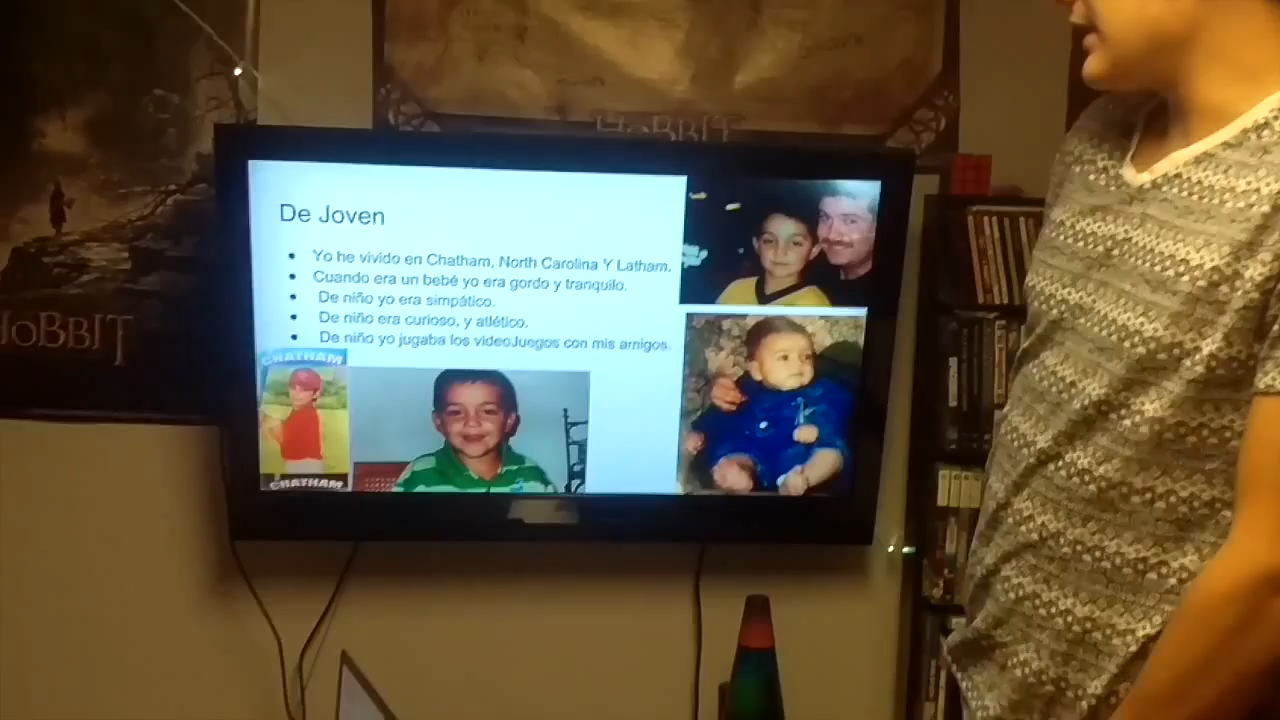 HOBBIT
HOBBIT
De Joven
Yo he vivido en Chatham, North Carolina Y Latham.
Cuando era un bebé yo era gordo y tranquilo.
De niño yo era simpático.
De niño era curioso, y atlético.
De niño yo jugaba los videoJuegos con mis amigos.
CHATHAM
CHATHAM